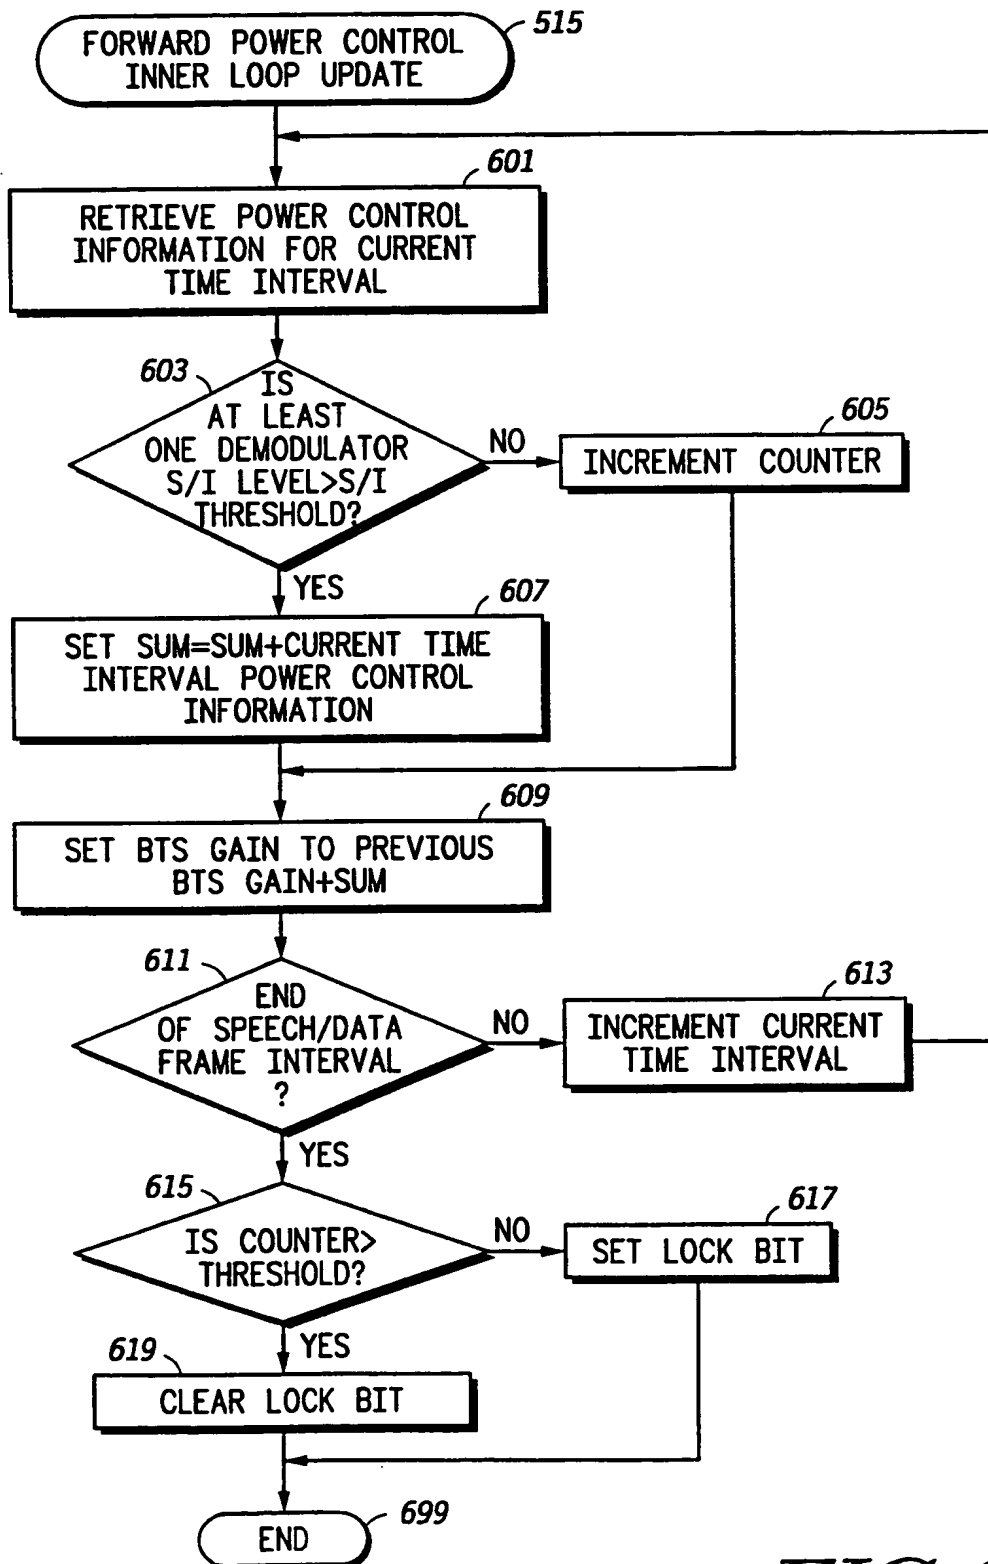 FORWARD POWER CONTROL
INNER LOOP UPDATE
515
601
RETRIEVE POWER CONTROL
INFORMATION FOR CURRENT
TIME INTERVAL
603
IS
AT LEAST
ONE DEMODULATOR
S/I LEVEL>S/I
THRESHOLD?
NO
605
INCREMENT COUNTER
YES
607
SET SUM=SUM+CURRENT TIME
INTERVAL POWER CONTROL
INFORMATION
609
SET BTS GAIN TO PREVIOUS
BTS GAIN+SUM
611
END
OF SPEECH/DATA
FRAME INTERVAL
?
NO
613
INCREMENT CURRENT
TIME INTERVAL
YES
615
IS COUNTER>
THRESHOLD?
NO
617
SET LOCK BIT
YES
619
CLEAR LOCK BIT
END
699